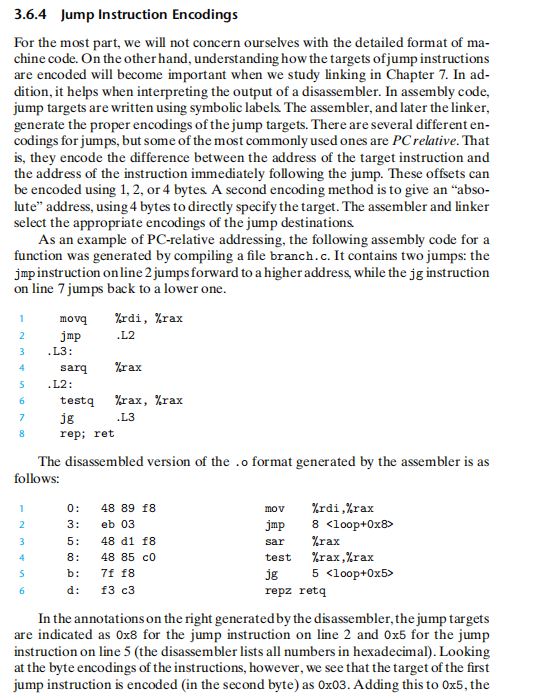 3.6.4 Jump Instruction Encodings
For the most part, we will not concern ourselves with the detailed format of ma-
chine code. On the other hand, understanding how the targets of jump instructions
are encoded will become important when we study linking in Chapter 7. In ad-
dition, it helps when interpreting the output of a disassembler. In assembly code,
jump targets are written using symbolic labels. The assembler, and later the linker,
generate the proper encodings of the jump targets. There are several different en-
codings for jumps, but some of the most commonly used ones are PC relative. That
is, they encode the difference between the address of the target instruction and
the address of the instruction immediately following the jump. These offsets can
be encoded using 1, 2, or 4 bytes. A second encoding method is to give an “abso-
lute” address, using 4 bytes to directly specify the target. The assembler and linker
select the appropriate encodings of the jump destinations.
As an example of PC-relative addressing, the following assembly code for a
function was generated by compiling a file branch.c. It contains two jumps: the
jmp instruction on line 2 jumps forward to a higher address, while the jg instruction
on line 7 jumps back to a lower one.
1 movq %rdi, %rax
2 jmp .L2
3 .L3:
4 sarq %rax
5 .L2:
6 testq %rax, %rax
7 jg .L3
8 rep; ret
The disassembled version of the .o format generated by the assembler is as
follows:
1 0: 48 89 f8 mov %rdi,%rax
2 3: eb 03 jmp 8 <loop+0x8>
3 5: 48 d1 f8 sar %rax
4 8: 48 85 c0 test %rax,%rax
5 b: 7f f8 jg 5 <loop+0x5>
6 d: f3 c3 repz retq
In the annotations on the right generated by the disassembler, the jump targets
are indicated as 0x8 for the jump instruction on line 2 and 0x5 for the jump
instruction on line 5 (the disassembler lists all numbers in hexadecimal). Looking
at the byte encodings of the instructions, however, we see that the target of the first
jump instruction is encoded (in the second byte) as 0x03. Adding this to 0x5, the